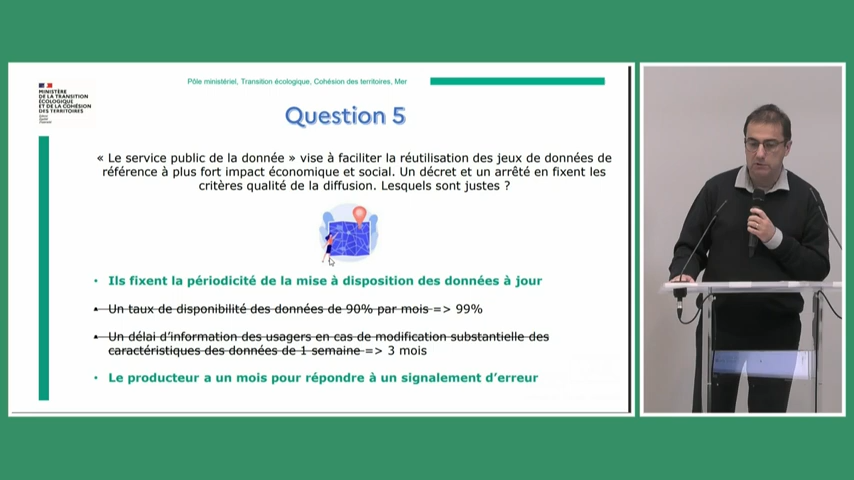 Pôle ministériel, Transition écologique, Cohésion des territoires, Mer
MINISTÈRE
DE LA TRANSITION
ÉCOLOGIQUE
ET DE LA COHÉSION
DES TERRITOIRES
Question 5
« Le service public de la donnée » vise à faciliter la réutilisation des jeux de données de
référence à plus fort impact économique et social. Un décret et un arrêté en fixent les
critères qualité de la diffusion. Lesquels sont justes ?
• Ils fixent la périodicité de la mise à disposition des données à jour
• Un taux de disponibilité des données de 90% par mois => 99%
• Un délai d’information des usagers en cas de modification substantielle des
caractéristiques des données de 1 semaine => 3 mois
• Le producteur a un mois pour répondre à un signalement d’erreur